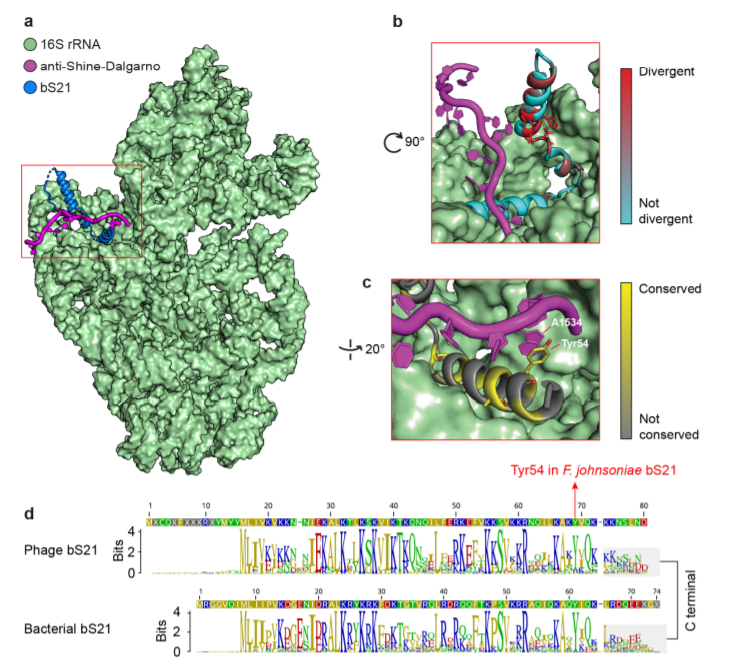 a
16S rRNA
anti-Shine-Dalgarno
bS21
b
90°
Divergent
Not
divergent
c
20°
A1534
Tyr54
Conserved
Not
conserved
Tyr54 in F. johnsoniae bS21
d
1 10 20 30 40 50 60 70 80
Phage bS21
Bits
4
2
0
1 10 20 30 40 50 60 70 74
Bacterial bS21
Bits
4
2
0
C terminal